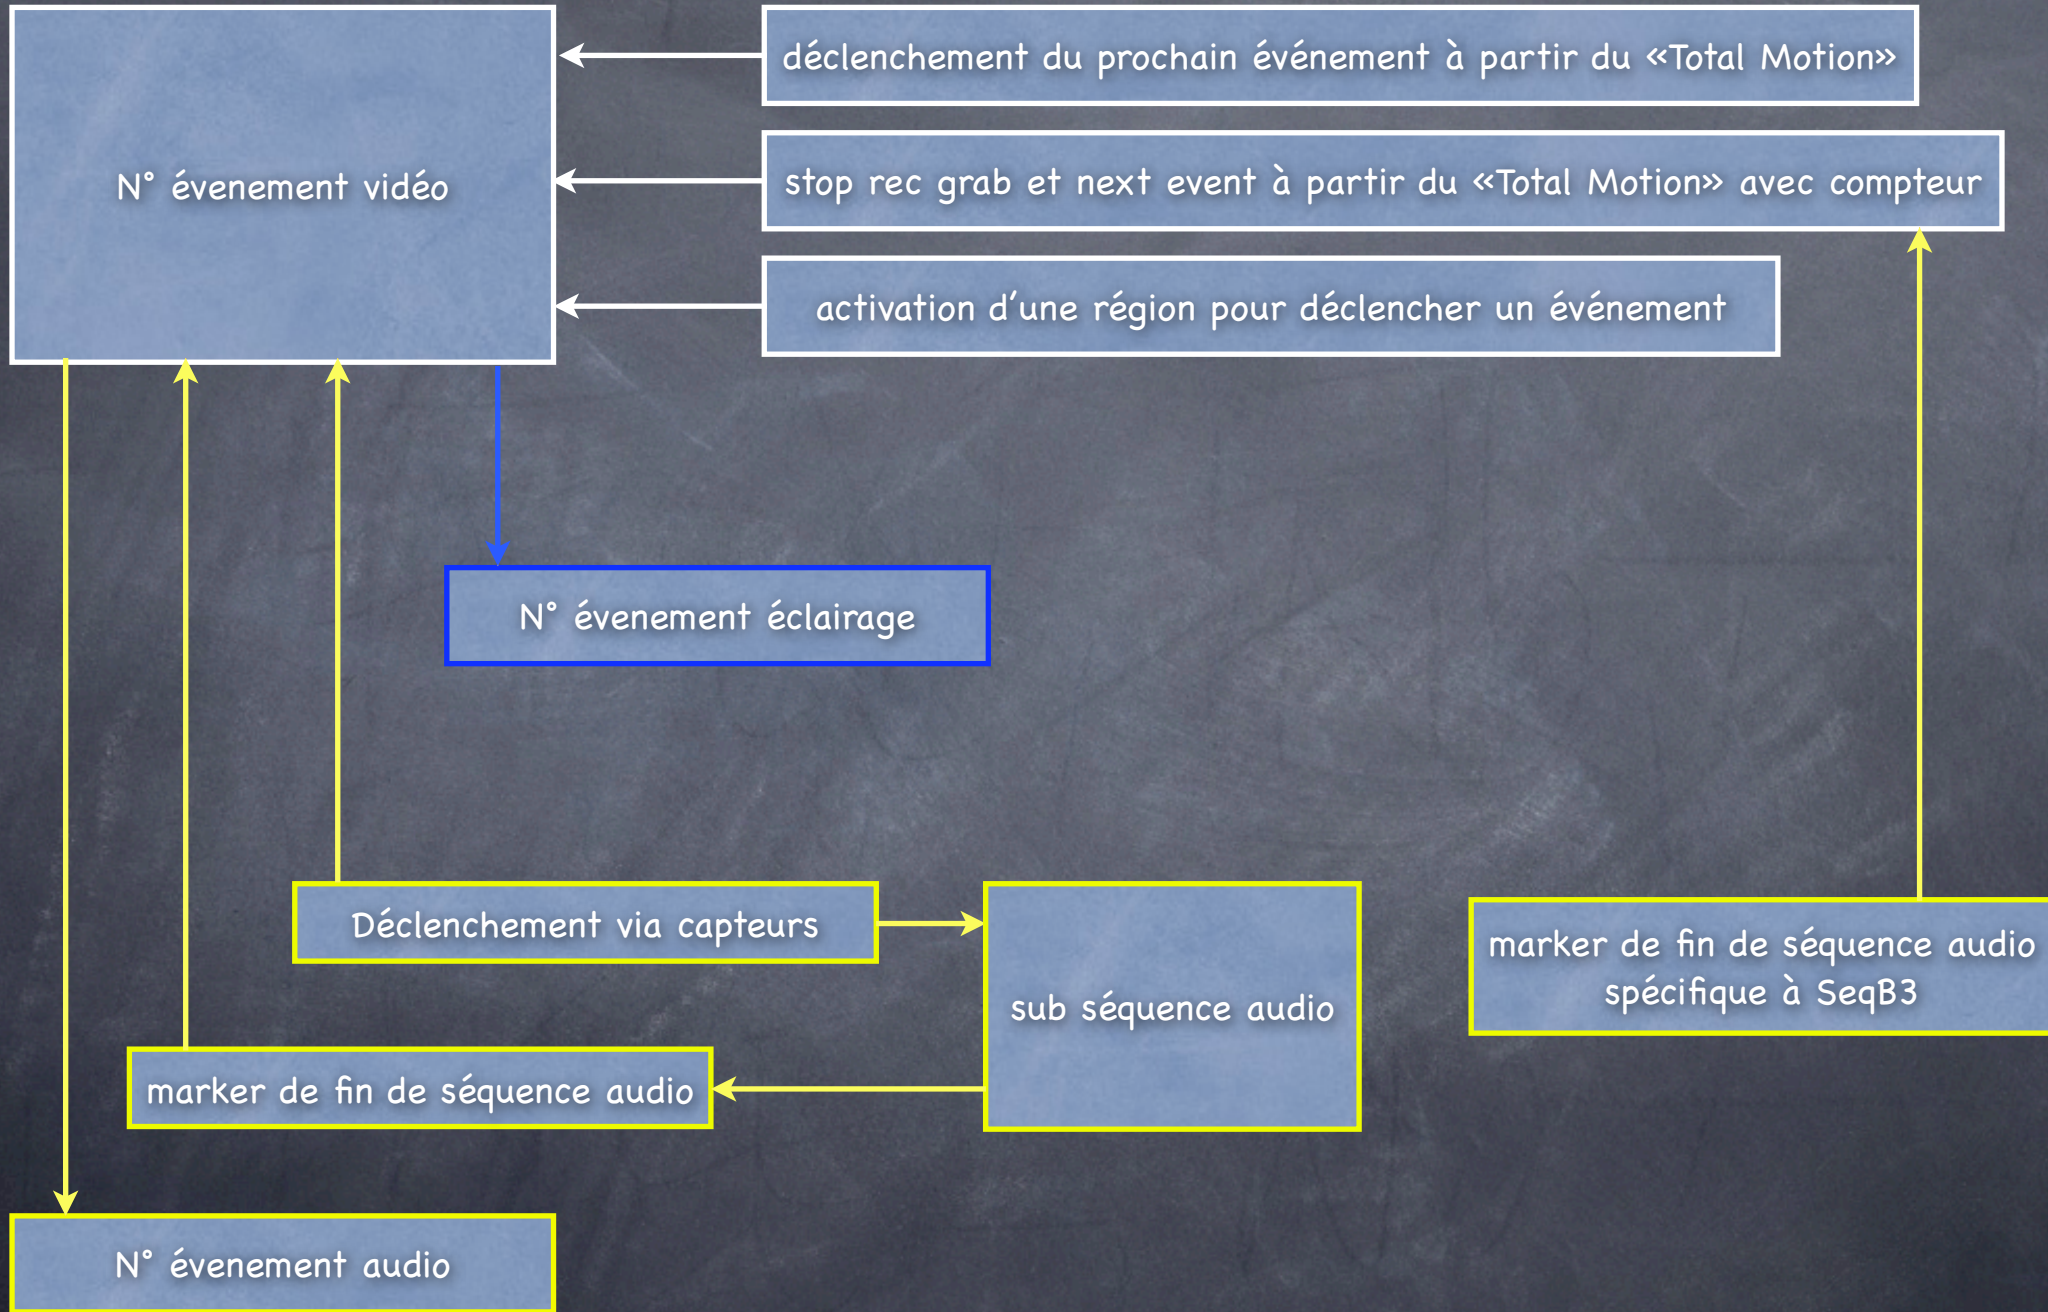 déclenchement du prochain événement à partir du «Total Motion»
N° évenement vidéo
stop rec grab et next event à partir du «Total Motion» avec compteur
activation d'une région pour déclencher un événement
N° évenement éclairage
Déclenchement via capteurs
sub séquence audio
marker de fin de séquence audio
spécifique à SeqB3
marker de fin de séquence audio
N° évenement audio